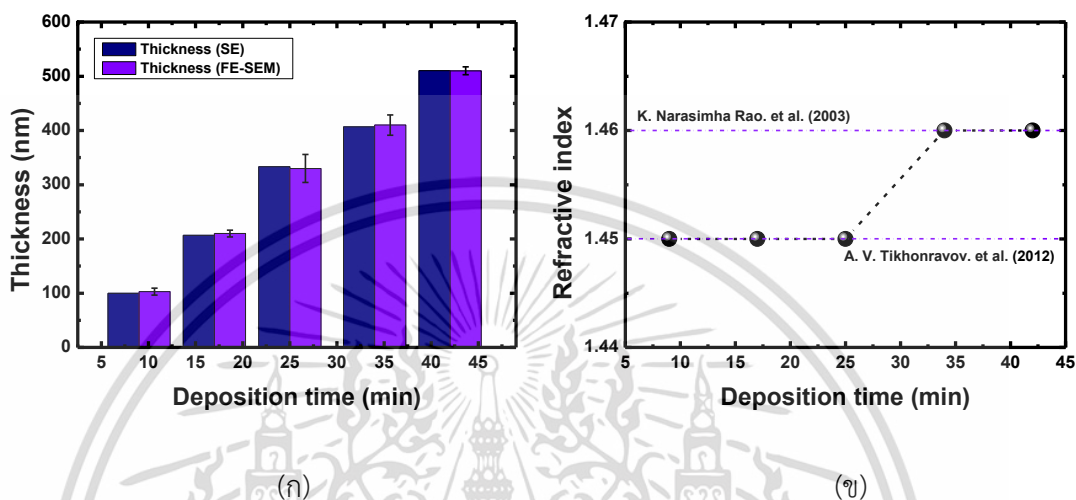 600
500
400
300
200
100
0
Thickness (nm)
Thickness (SE)
Thickness (FE-SEM)
5 10 15 20 25 30 35 40 45
Deposition time (min)
(ก)
1.47
1.46
1.45
1.44
Refractive index
K. Narasimha Rao. et al. (2003)
A. V. Tikhonravov. et al. (2012)
5 10 15 20 25 30 35 40 45
Deposition time (min)
(ข)